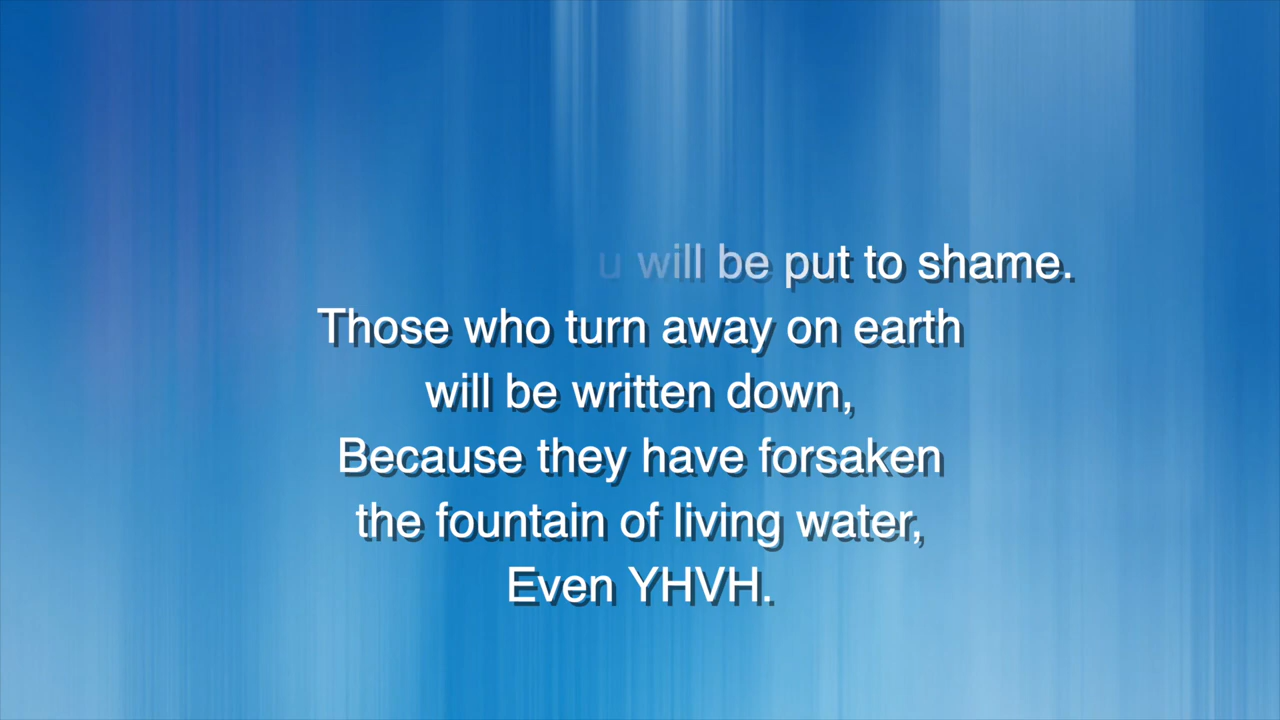 u will be put to shame.
Those who turn away on earth
will be written down,
Because they have forsaken
the fountain of living water,
Even YHVH.